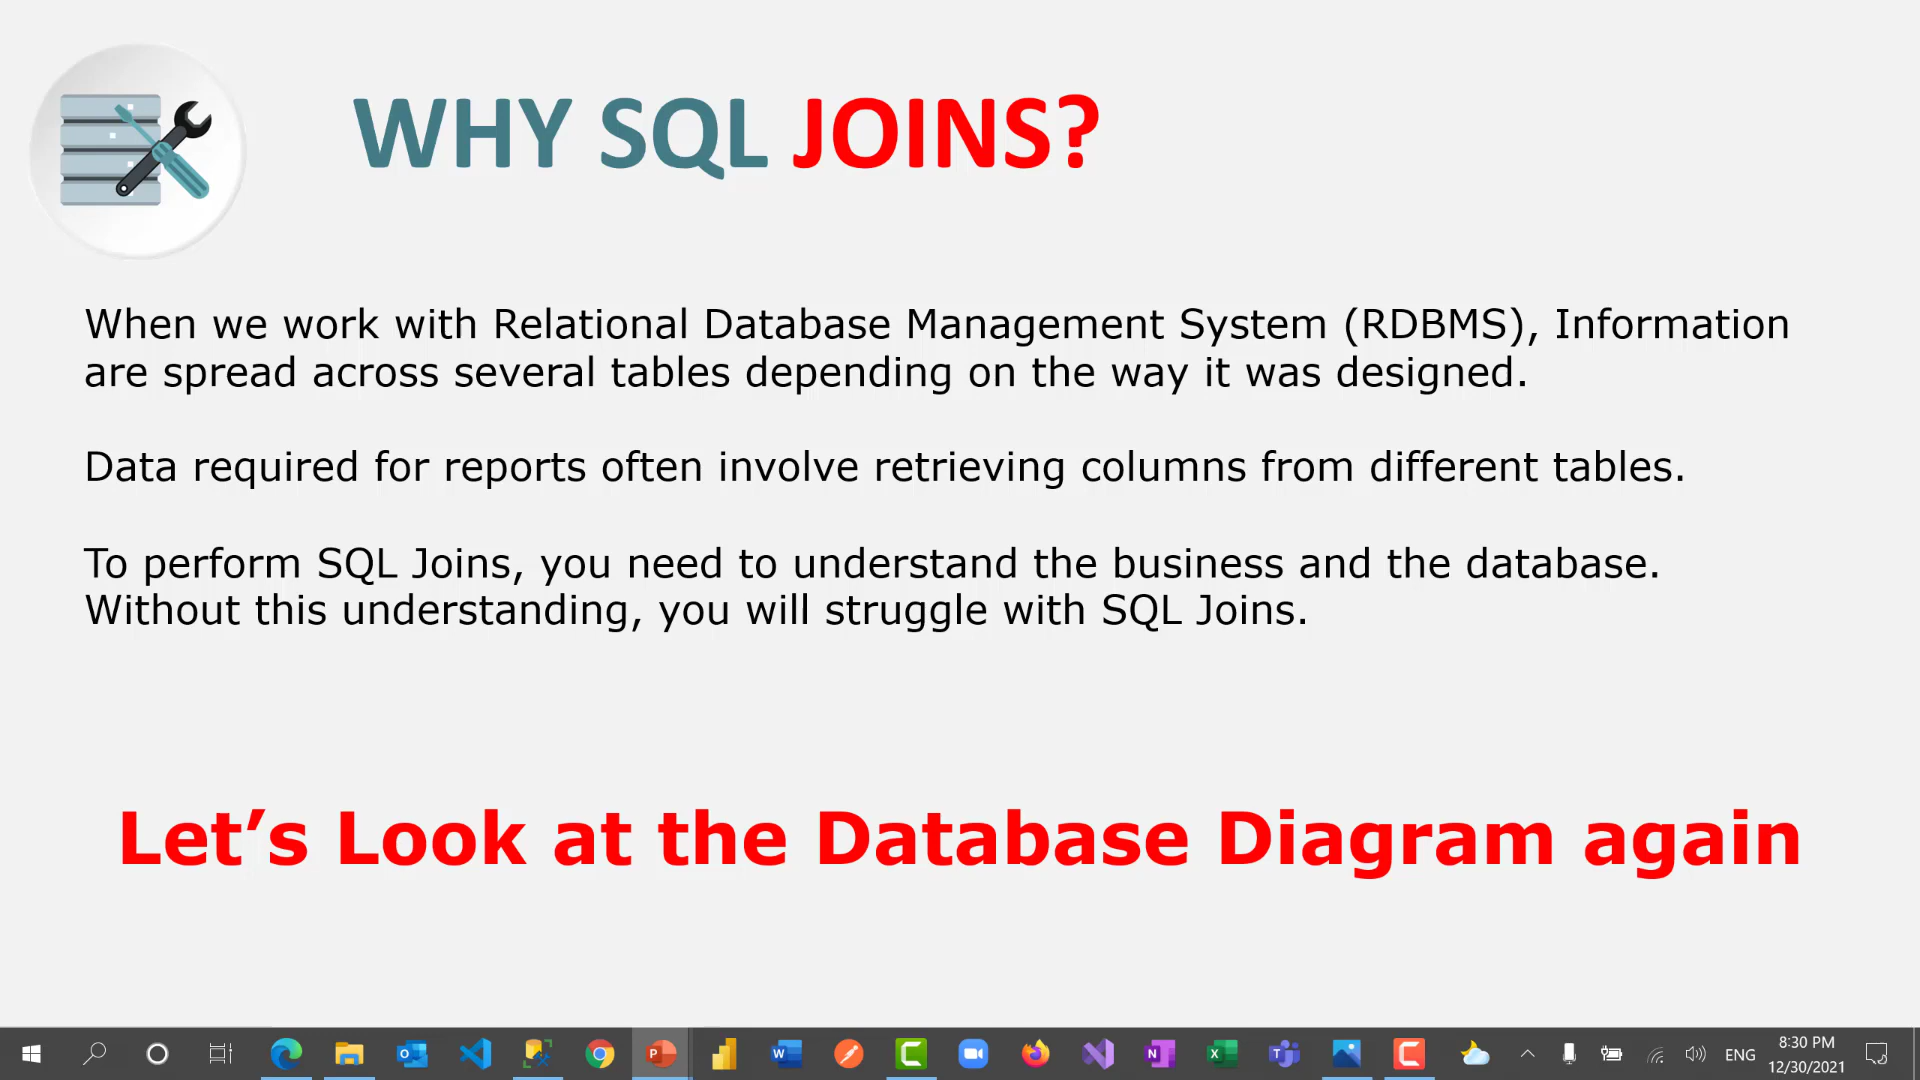 WHY SQL JOINS?
When we work with Relational Database Management System (RDBMS), Information
are spread across several tables depending on the way it was designed.
Data required for reports often involve retrieving columns from different tables.
To perform SQL Joins, you need to understand the business and the database.
Without this understanding, you will struggle with SQL Joins.
Let’s Look at the Database Diagram again
ENG
8:30 PM
12/30/2021